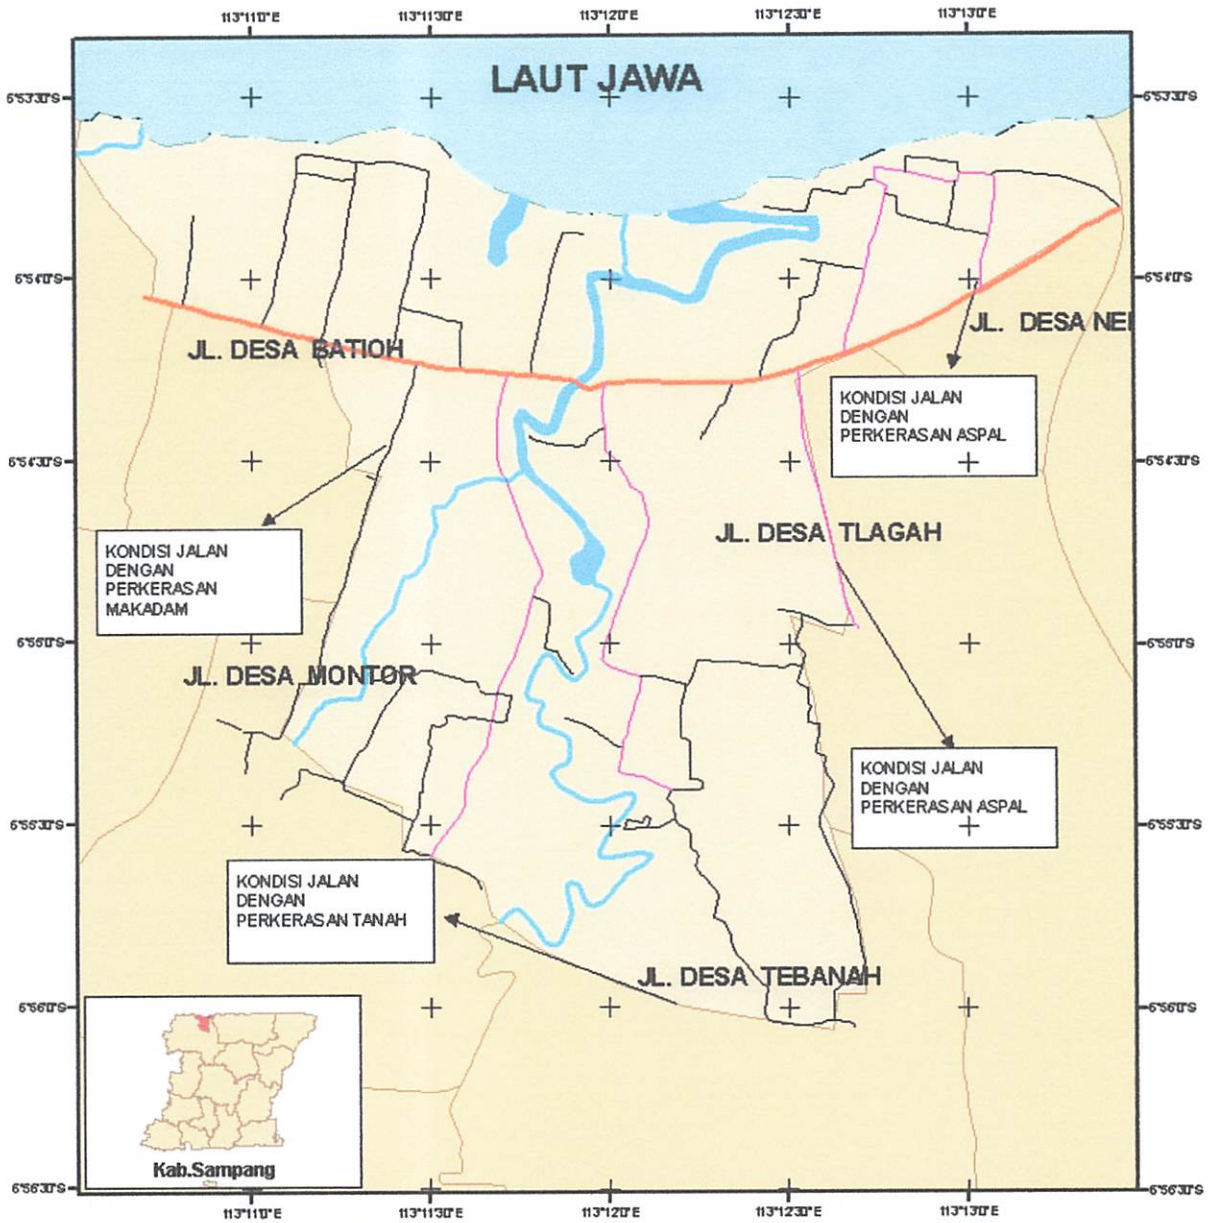 113°11'0"E 113°11'30"E 113°12'0"E 113°12'30"E 113°13'0"E
LAUT JAWA
6°53'30"S 6°53'30"S
6°54'0"S 6°54'0"S
JL. DESA NEI
JL. DESA BATIOH
KONDISI JALAN
DENGAN
PERKERASAN ASPAL
6°54'30"S 6°54'30"S
JL. DESA TLAGAH
KONDISI JALAN
DENGAN
PERKERASAN
MAKADAM
6°55'0"S 6°55'0"S
JL. DESA MONTOR
KONDISI JALAN
DENGAN
PERKERASAN ASPAL
6°55'30"S 6°55'30"S
KONDISI JALAN
DENGAN
PERKERASAN TANAH
JL. DESA TEBANAH
6°56'0"S 6°56'0"S
Kab.Sampang
6°56'30"S 6°56'30"S
113°11'0"E 113°11'30"E 113°12'0"E 113°12'30"E 113°13'0"E